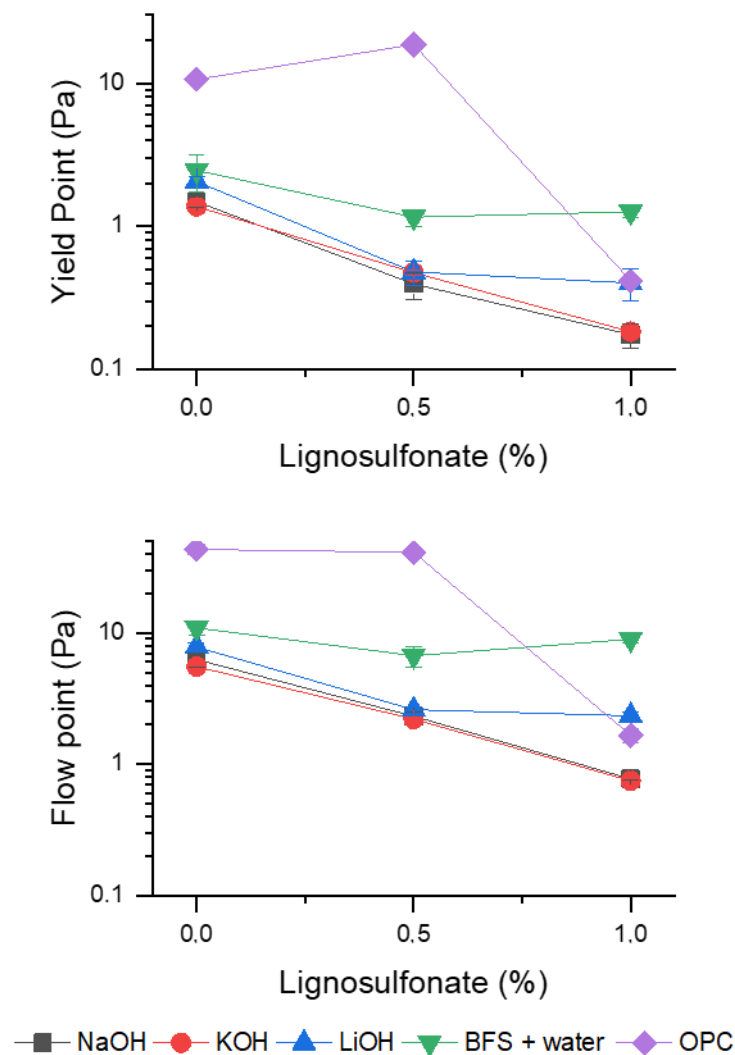 Yield Point (Pa)
10
1
0.1
0,0 0,5 1,0
Lignosulfonate (%)
Flow point (Pa)
10
1
0.1
0,0 0,5 1,0
Lignosulfonate (%)
NaOH KOH LiOH BFS + water OPC